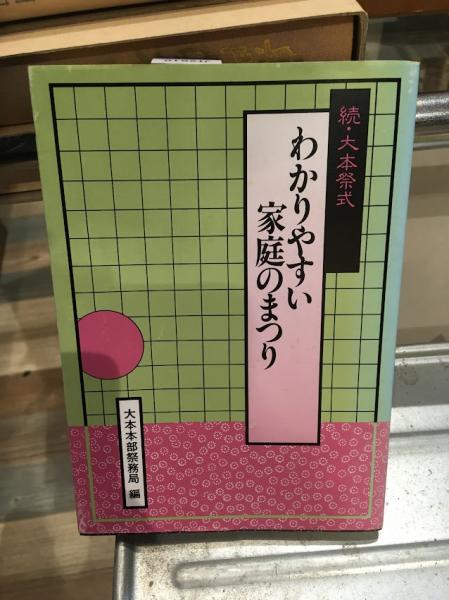 続・大本祭式
わかりやすい
家庭のまつり
大本本部祭務局 編